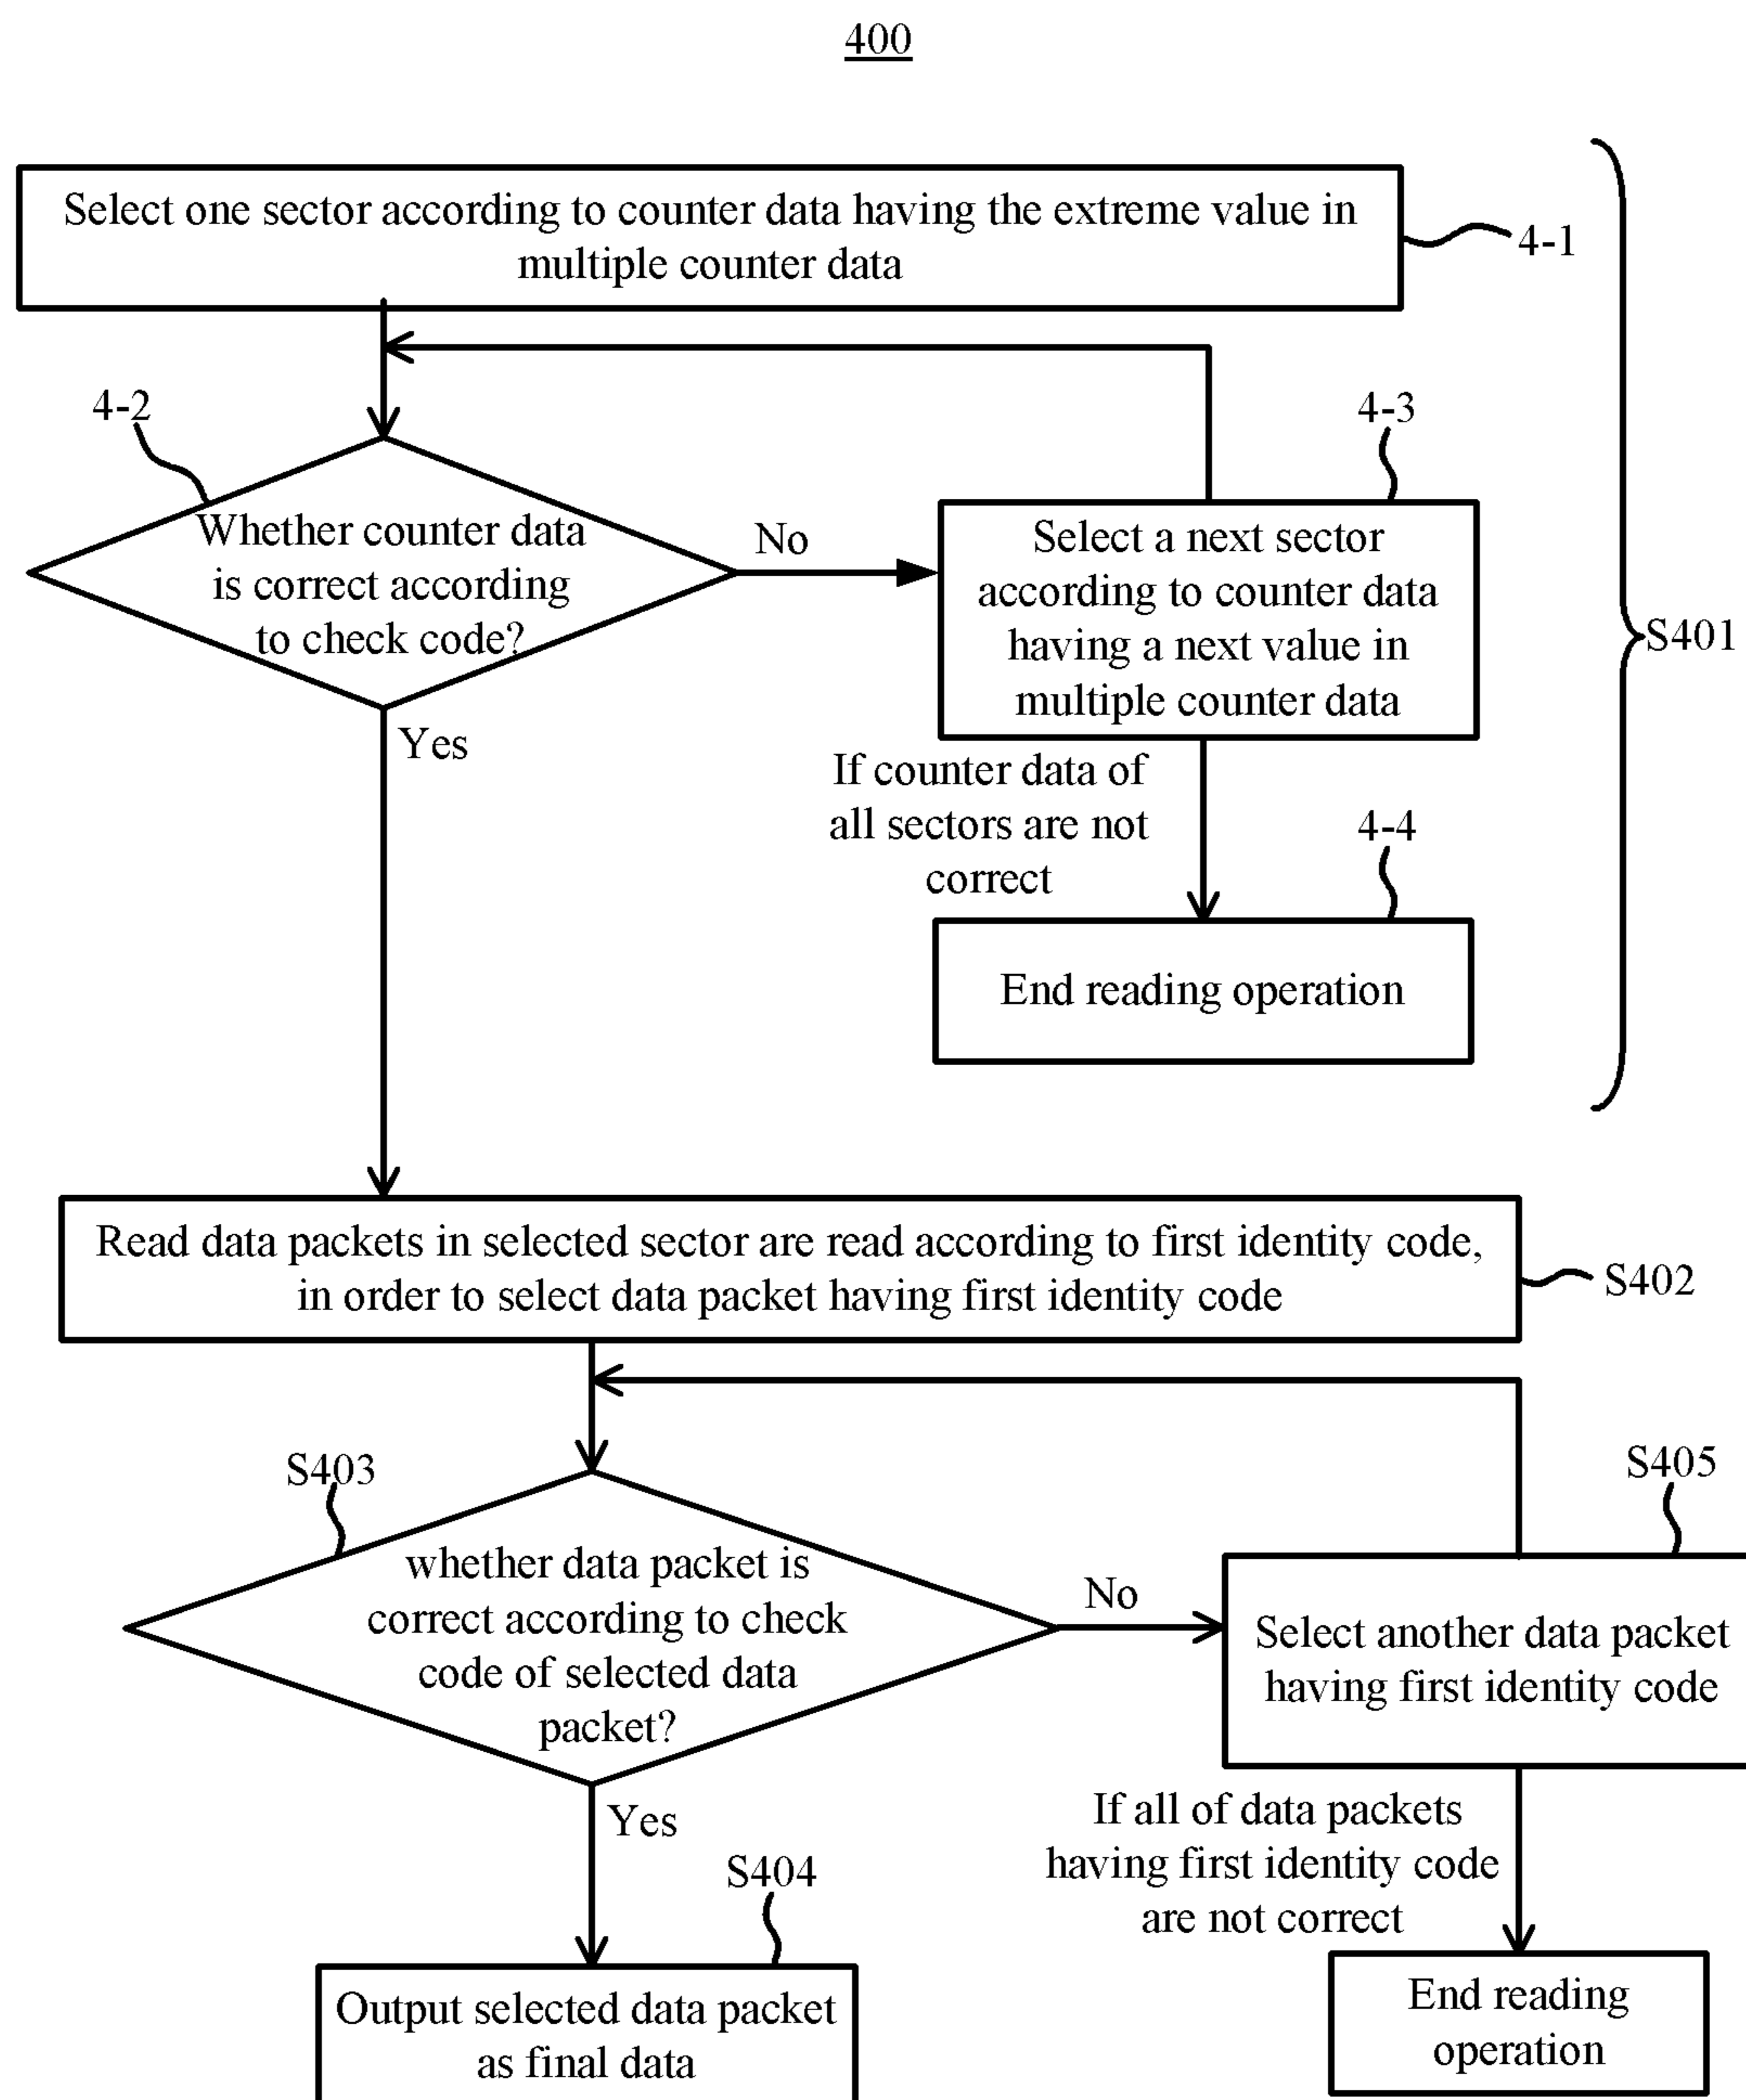 400
Select one sector according to counter data having the extreme value in
multiple counter data
4-1
4-2
4-3
Whether counter data
is correct according
to check code?
No
Select a next sector
according to counter data
having a next value in
multiple counter data
S401
Yes
If counter data of
all sectors are not
correct
4-4
End reading operation
Read data packets in selected sector are read according to first identity code,
in order to select data packet having first identity code
S402
S403
S405
whether data packet is
correct according to check
code of selected data
packet?
No
Select another data packet
having first identity code
Yes
If all of data packets
having first identity code
are not correct
S404
Output selected data packet
as final data
End reading
operation